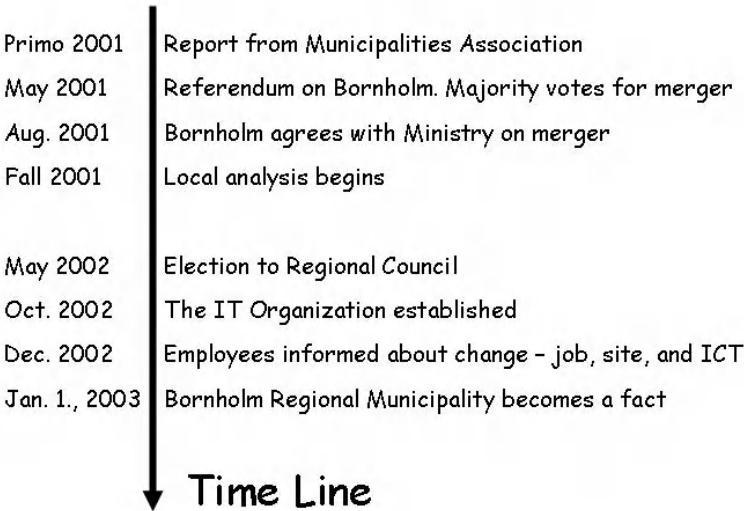 Primo 2001 Report from Municipalities Association
May 2001 Referendum on Bornholm. Majority votes for merger
Aug. 2001 Bornholm agrees with Ministry on merger
Fall 2001 Local analysis begins
May 2002 Election to Regional Council
Oct. 2002 The IT Organization established
Dec. 2002 Employees informed about change – job, site, and ICT
Jan. 1., 2003 Bornholm Regional Municipality becomes a fact
Time Line